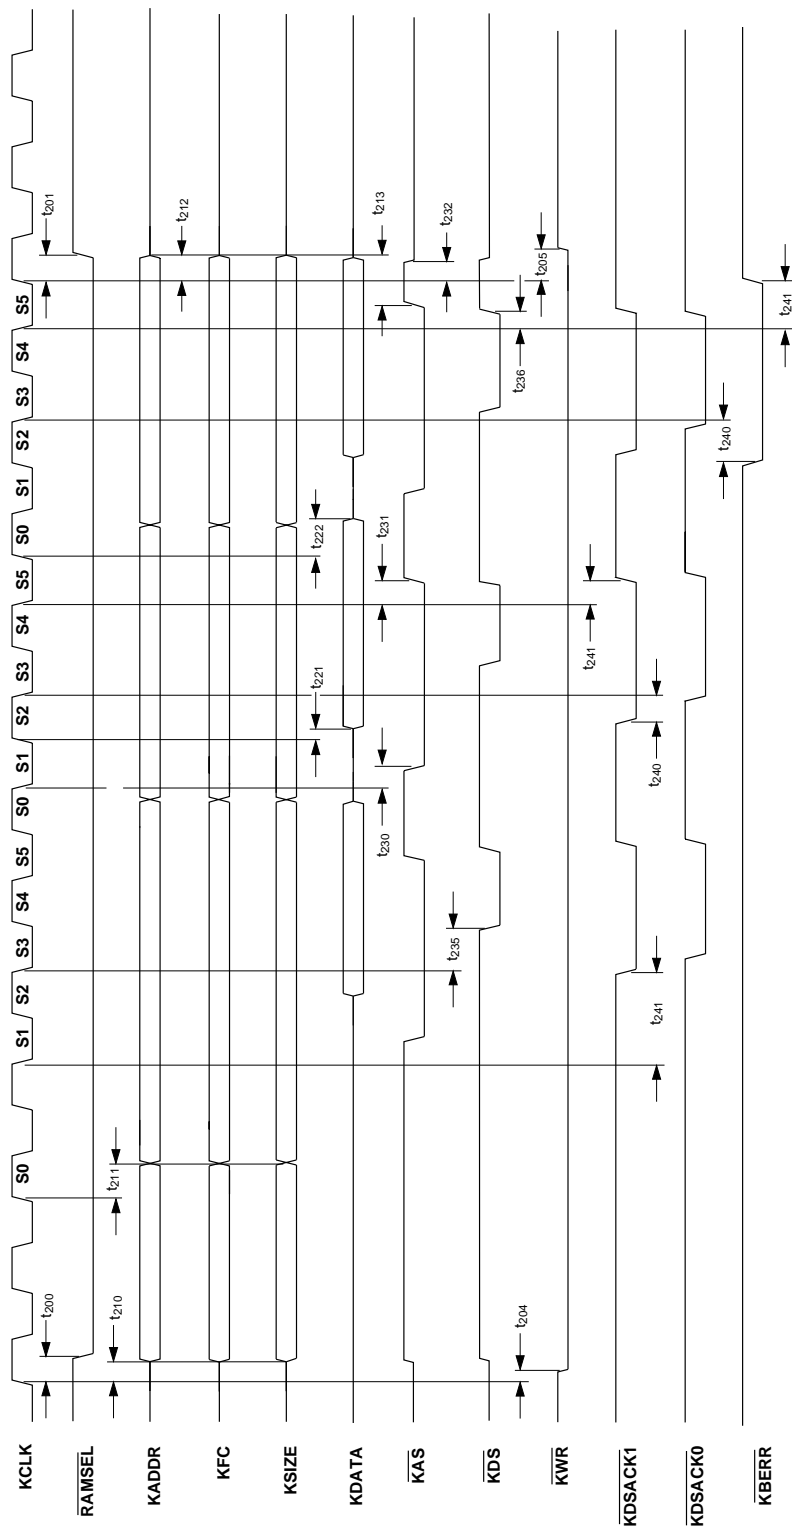 KCLK S0 S1 S2 S3 S4 S5 S0 S1 S2 S3 S4 S5 S0 S1 S2 S3 S4 S5
t200 t201
RAMSEL
t210 t211 t212
KADDR
KFC
KSIZE
t221 t222
KDATA
t230 t231 t213
KAS
t235 t232
KDS
t204 t236 t205
KWR
t241
KDSACK1
t241 t240
KDSACK0
t240 t241
KBERR